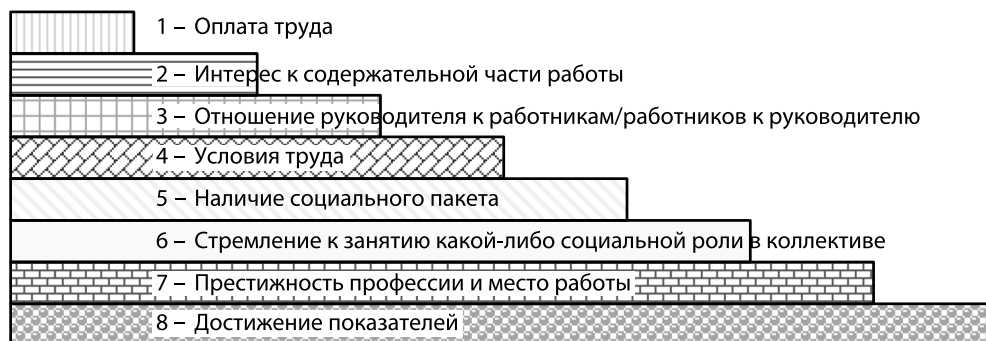 1 – Оплата труда
2 – Интерес к содержательной части работы
3 – Отношение руководителя к работникам/работников к руководителю
4 – Условия труда
5 – Наличие социального пакета
6 – Стремление к занятию какой-либо социальной роли в коллективе
7 – Престижность профессии и место работы
8 – Достижение показателей